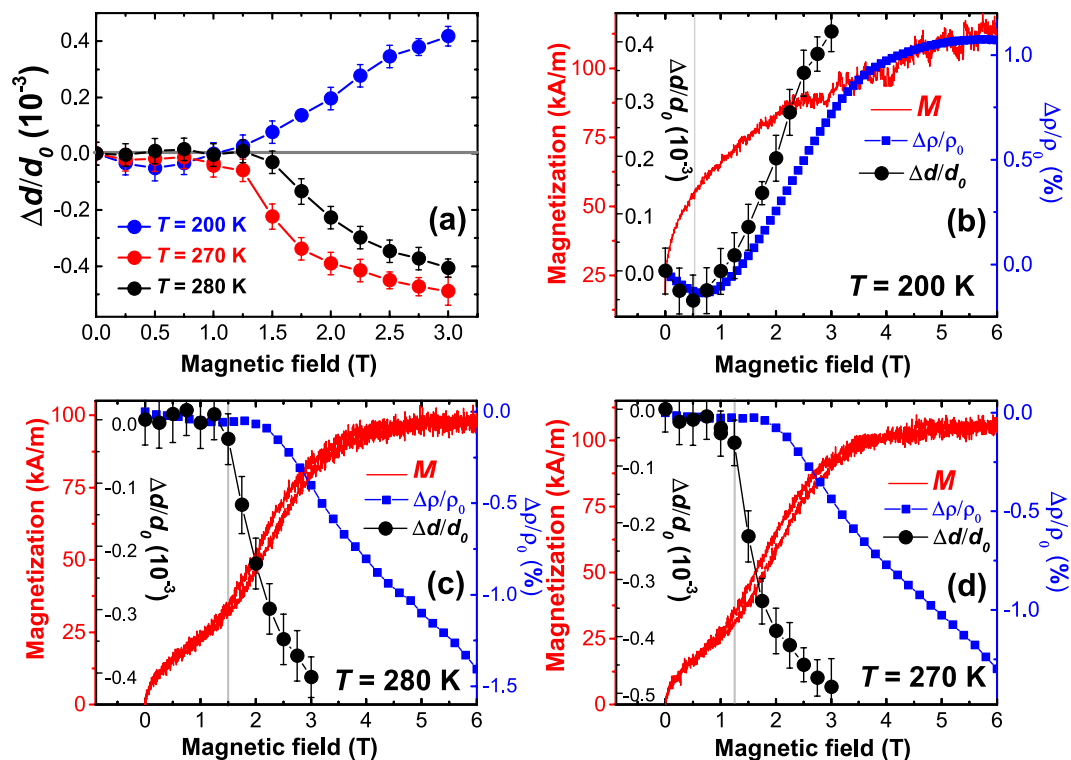 0.4
0.2
0.0
-0.2
-0.4
Δd/d0 (10-3)
T = 200 K
T = 270 K
T = 280 K
(a)
0.0 0.5 1.0 1.5 2.0 2.5 3.0
Magnetic field (T)
100
75
50
25
Magnetization (kA/m)
0.4
0.3
0.2
0.1
0.0
Δd/d0 (10-3)
M
Δρ/ρ0
Δd/d0
(b)
T = 200 K
1.0
0.5
0.0
Δρ/ρ0 (%)
0 1 2 3 4 5 6
Magnetic field (T)
100
75
50
25
0
Magnetization (kA/m)
0.0
-0.1
-0.2
-0.3
-0.4
Δd/d0 (10-3)
M
Δρ/ρ0
Δd/d0
(c)
T = 280 K
0.0
-0.5
-1.0
-1.5
Δρ/ρ0 (%)
0 1 2 3 4 5 6
Magnetic field (T)
100
75
50
25
0
Magnetization (kA/m)
0.0
-0.1
-0.2
-0.3
-0.4
-0.5
Δd/d0 (10-3)
M
Δρ/ρ0
Δd/d0
(d)
T = 270 K
0.0
-0.5
-1.0
Δρ/ρ0 (%)
0 1 2 3 4 5 6
Magnetic field (T)